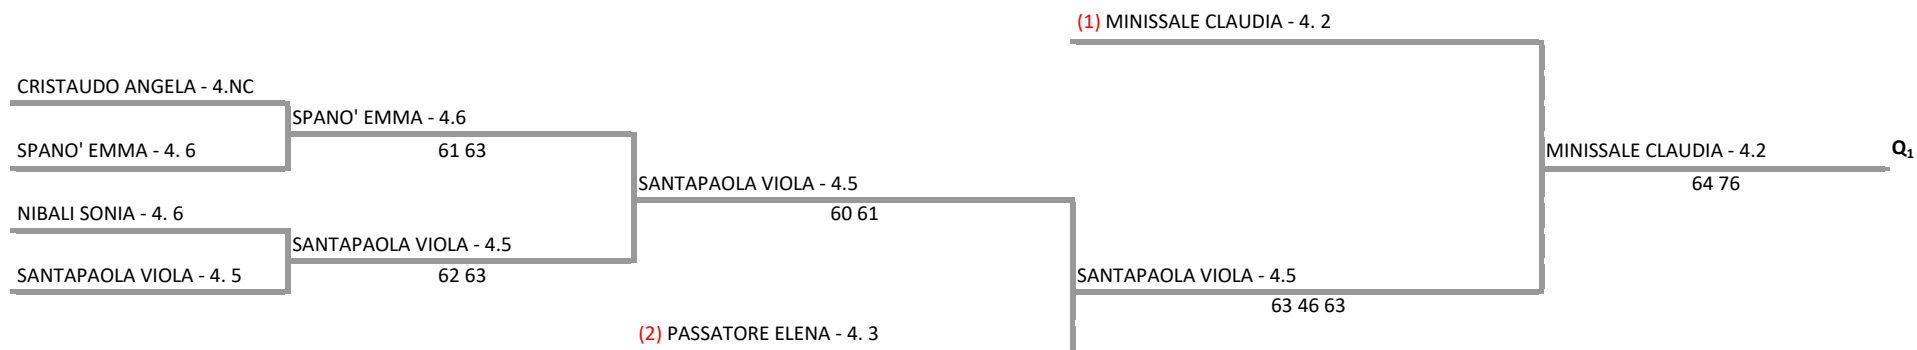 (1) MINISSALE CLAUDIA - 4. 2
CRISTAUDO ANGELA - 4.NC
SPANO' EMMA - 4.6
61 63
SPANO' EMMA - 4. 6
MINISSALE CLAUDIA - 4.2
Q1
64 76
SANTAPAOLA VIOLA - 4.5
60 61
NIBALI SONIA - 4. 6
SANTAPAOLA VIOLA - 4.5
62 63
SANTAPAOLA VIOLA - 4. 5
SANTAPAOLA VIOLA - 4.5
63 46 63
(2) PASSATORE ELENA - 4. 3